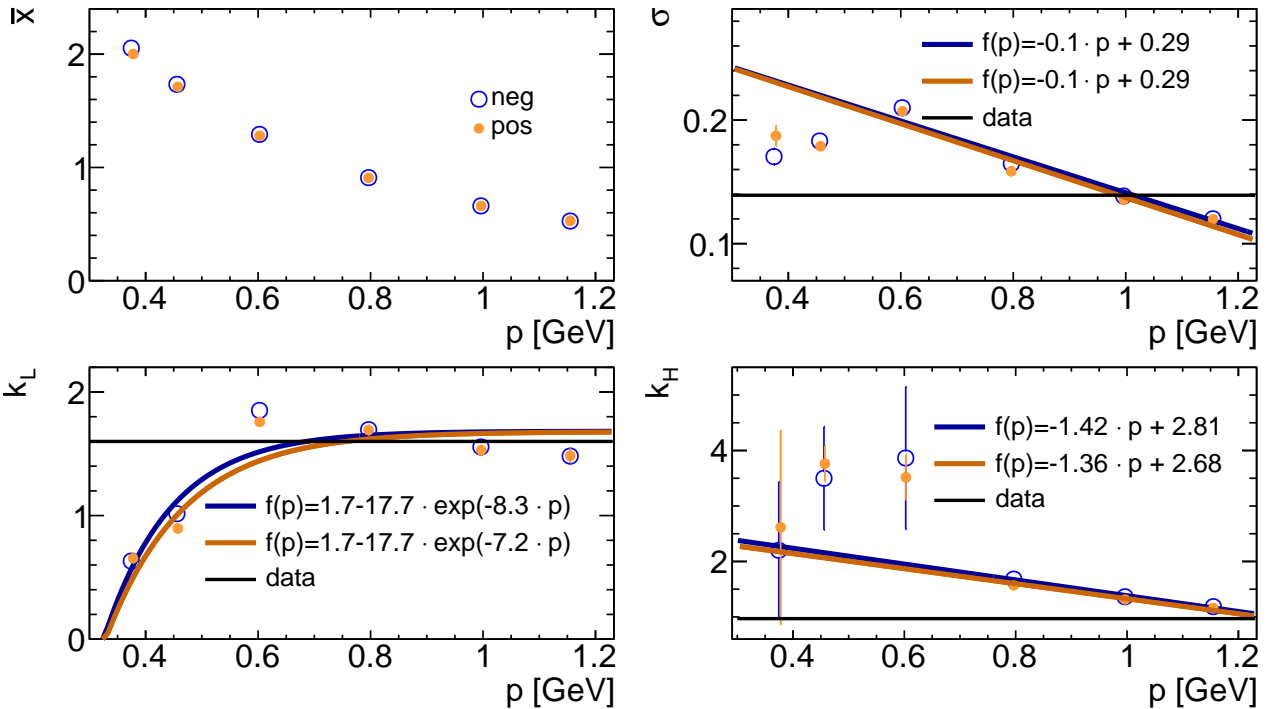 x̄
2
1
0
0.4 0.6 0.8 1 1.2
p [GeV]
neg
pos
σ
0.2
0.1
0.4 0.6 0.8 1 1.2
p [GeV]
f(p)=-0.1 · p + 0.29
f(p)=-0.1 · p + 0.29
data
k_L
2
1
0
0.4 0.6 0.8 1 1.2
p [GeV]
f(p)=1.7-17.7 · exp(-8.3 · p)
f(p)=1.7-17.7 · exp(-7.2 · p)
data
k_H
4
2
0.4 0.6 0.8 1 1.2
p [GeV]
f(p)=-1.42 · p + 2.81
f(p)=-1.36 · p + 2.68
data